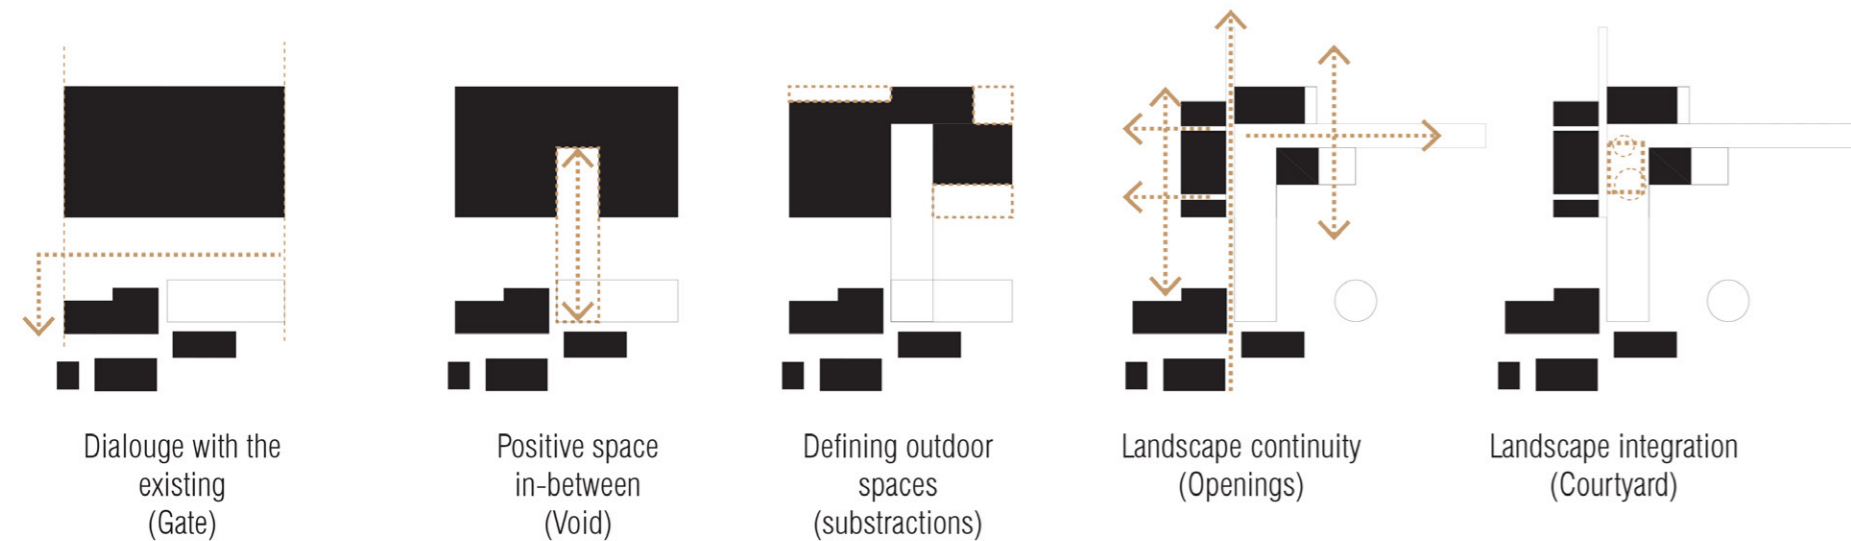 Dialouge with the
existing
(Gate)
Positive space
in-between
(Void)
Defining outdoor
spaces
(substractions)
Landscape continuity
(Openings)
Landscape integration
(Courtyard)